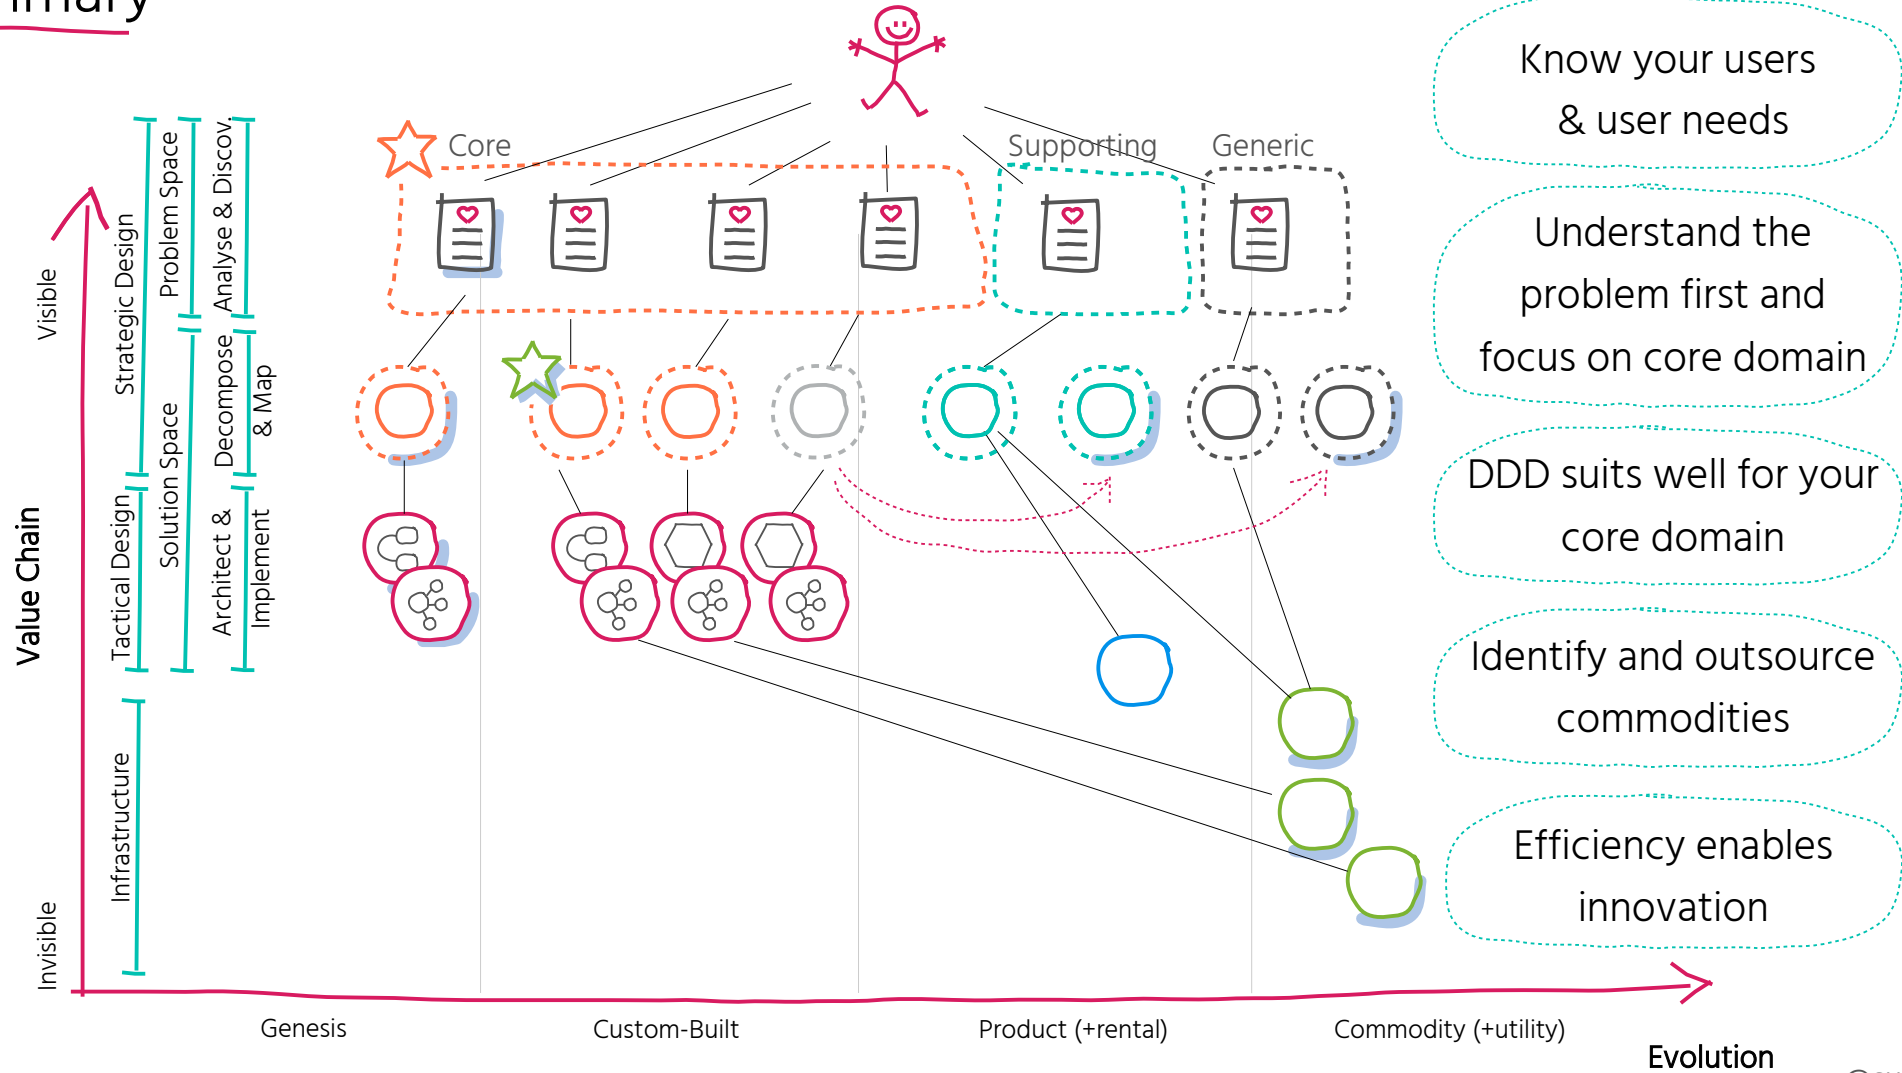 Core
Supporting
Generic
Know your users
& user needs
Understand the
problem first and
focus on core domain
DDD suits well for your
core domain
Identify and outsource
commodities
Efficiency enables
innovation
Value Chain
Visible
Invisible
Strategic Design
Tactical Design
Infrastructure
Problem Space
Solution Space
Analyse & Discov.
Decompose
& Map
Architect &
Implement
Genesis
Custom-Built
Product (+rental)
Commodity (+utility)
Evolution